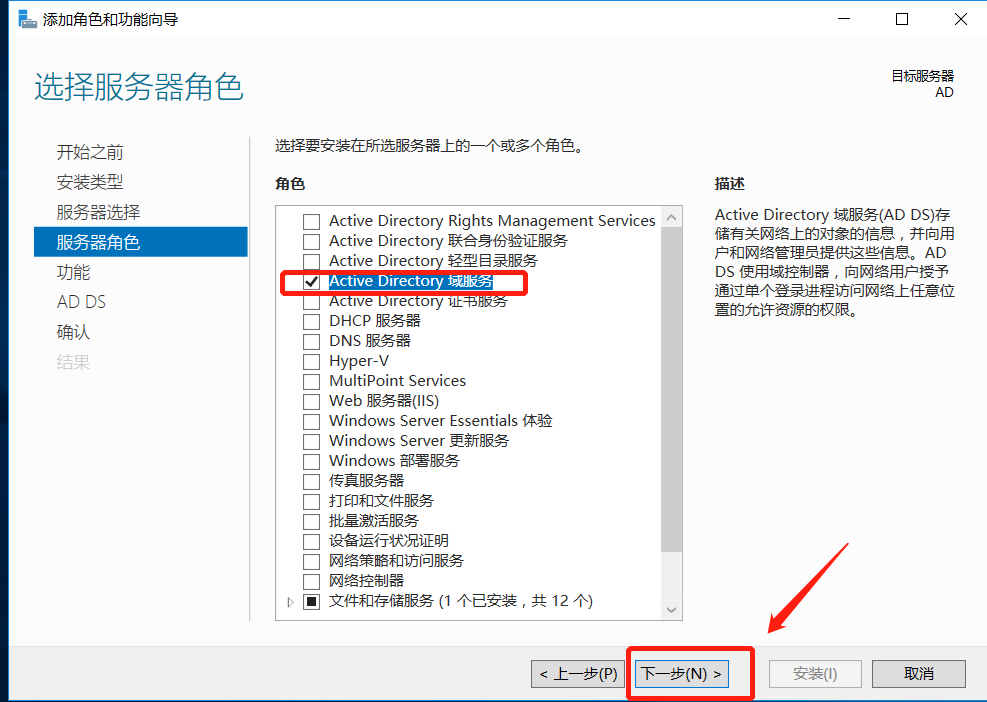 添加角色和功能向导
选择服务器角色
目标服务器
AD
开始之前
安装类型
服务器选择
服务器角色
功能
AD DS
确认
结果
选择要安装在所选服务器上的一个或多个角色。
角色
Active Directory Rights Management Services
Active Directory 联合身份验证服务
Active Directory 轻型目录服务
Active Directory 域服务
Active Directory 证书服务
DHCP 服务器
DNS 服务器
Hyper-V
MultiPoint Services
Web 服务器(IIS)
Windows Server Essentials 体验
Windows Server 更新服务
Windows 部署服务
传真服务器
打印和文件服务
批量激活服务
设备运行状况证明
网络策略和访问服务
网络控制器
文件和存储服务 (1 个已安装，共 12 个)
描述
Active Directory 域服务(AD DS)存
储有关网络上的对象的信息，并向用
户和网络管理员提供这些信息。AD
DS 使用域控制器，向网络用户授予
通过单个登录进程访问网络上任意位
置的允许资源的权限。
< 上一步(P)
下一步(N) >
安装(I)
取消